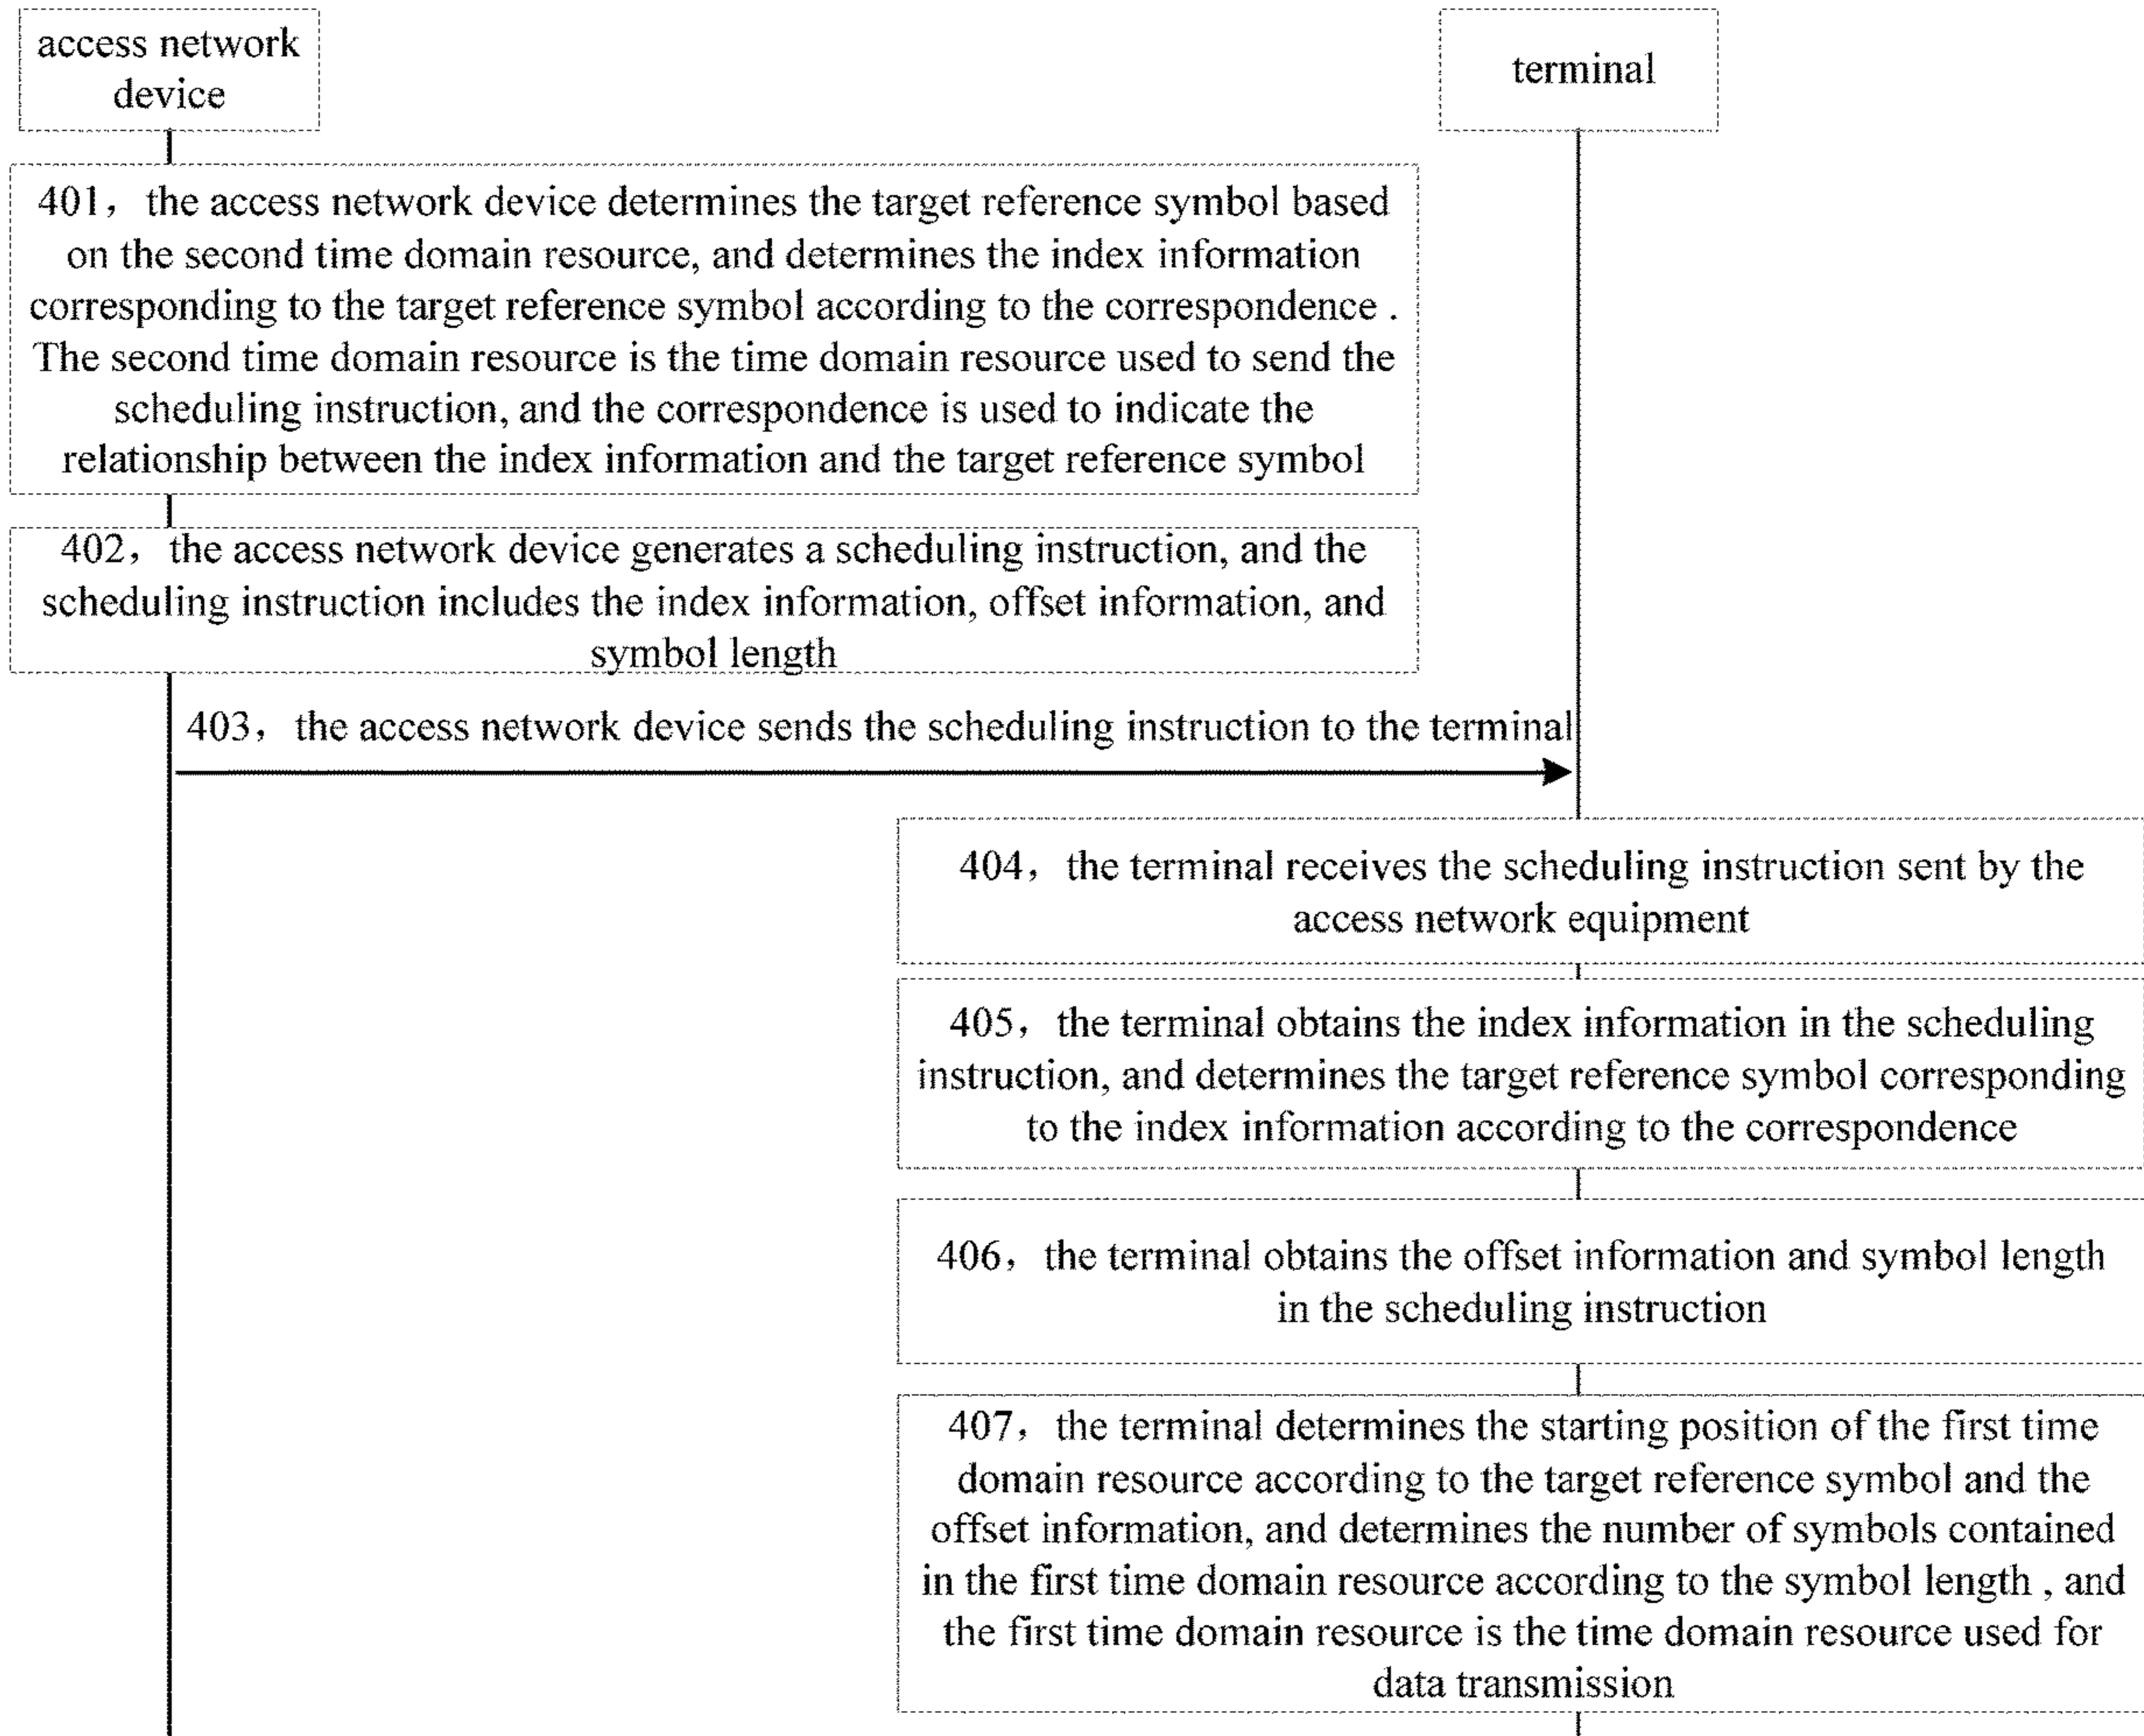 access network
device
terminal
401，the access network device determines the target reference symbol based
on the second time domain resource, and determines the index information
corresponding to the target reference symbol according to the correspondence .
The second time domain resource is the time domain resource used to send the
scheduling instruction, and the correspondence is used to indicate the
relationship between the index information and the target reference symbol
402，the access network device generates a scheduling instruction, and the
scheduling instruction includes the index information, offset information, and
symbol length
403，the access network device sends the scheduling instruction to the terminal
404，the terminal receives the scheduling instruction sent by the
access network equipment
405，the terminal obtains the index information in the scheduling
instruction, and determines the target reference symbol corresponding
to the index information according to the correspondence
406，the terminal obtains the offset information and symbol length
in the scheduling instruction
407，the terminal determines the starting position of the first time
domain resource according to the target reference symbol and the
offset information, and determines the number of symbols contained
in the first time domain resource according to the symbol length , and
the first time domain resource is the time domain resource used for
data transmission